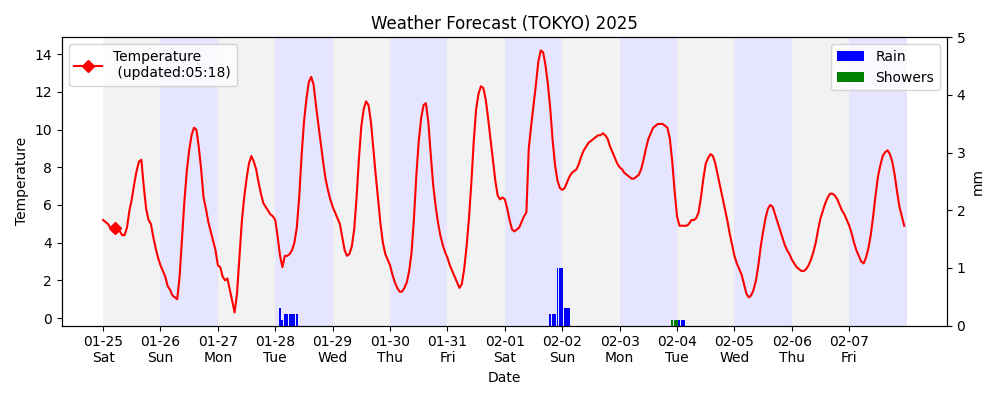 Weather Forecast (TOKYO) 2025
Temperature
(updated:05:18)
Rain
Showers
Temperature
14
12
10
8
6
4
2
0
5
4
3
2
1
0
mm
01-25 01-26 01-27 01-28 01-29 01-30 01-31 02-01 02-02 02-03 02-04 02-05 02-06 02-07
Sat Sun Mon Tue Wed Thu Fri Sat Sun Mon Tue Wed Thu Fri
Date